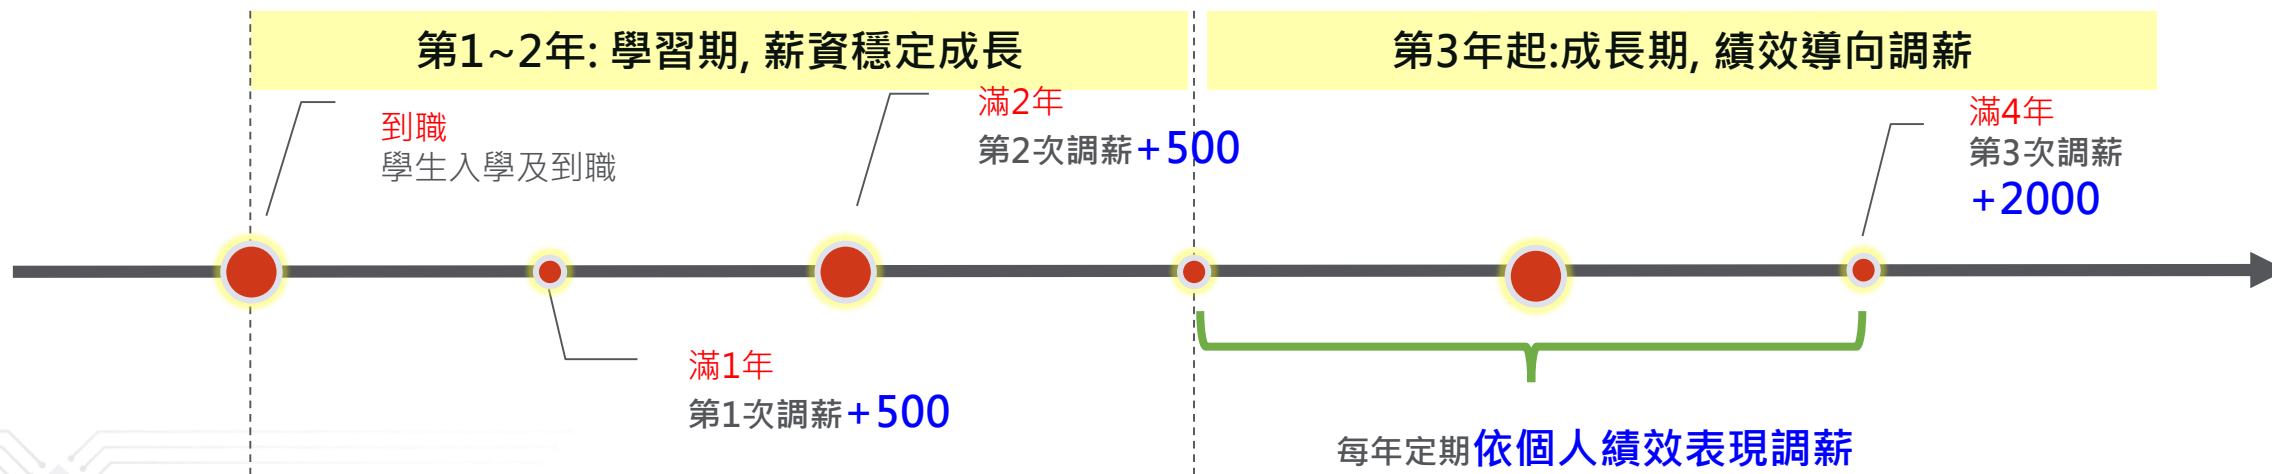 第1~2年: 學習期, 薪資穩定成長
第3年起:成長期, 績效導向調薪
到職
學生入學及到職
滿2年
第2次調薪+500
滿4年
第3次調薪
+2000
滿1年
第1次調薪+500
每年定期依個人績效表現調薪